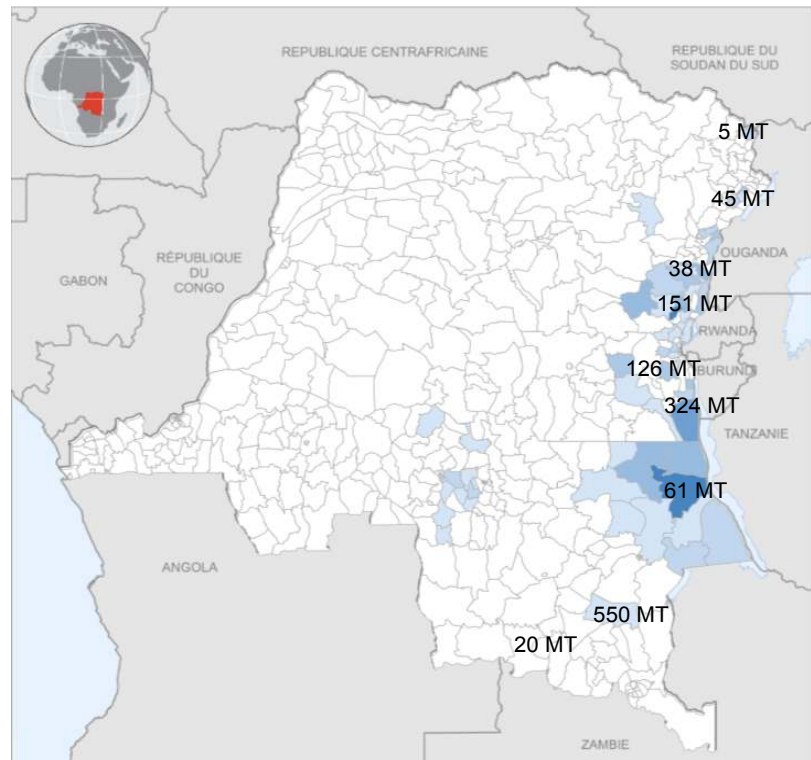 REPUBLIQUE CENTRAFRICAINE
REPUBLIQUE DU
SOUDAN DU SUD
5 MT
45 MT
OUGANDA
RÉPUBLIQUE
DU
CONGO
GABON
38 MT
151 MT
RWANDA
126 MT
BURUNDI
324 MT
TANZANIE
61 MT
ANGOLA
550 MT
20 MT
ZAMBIE